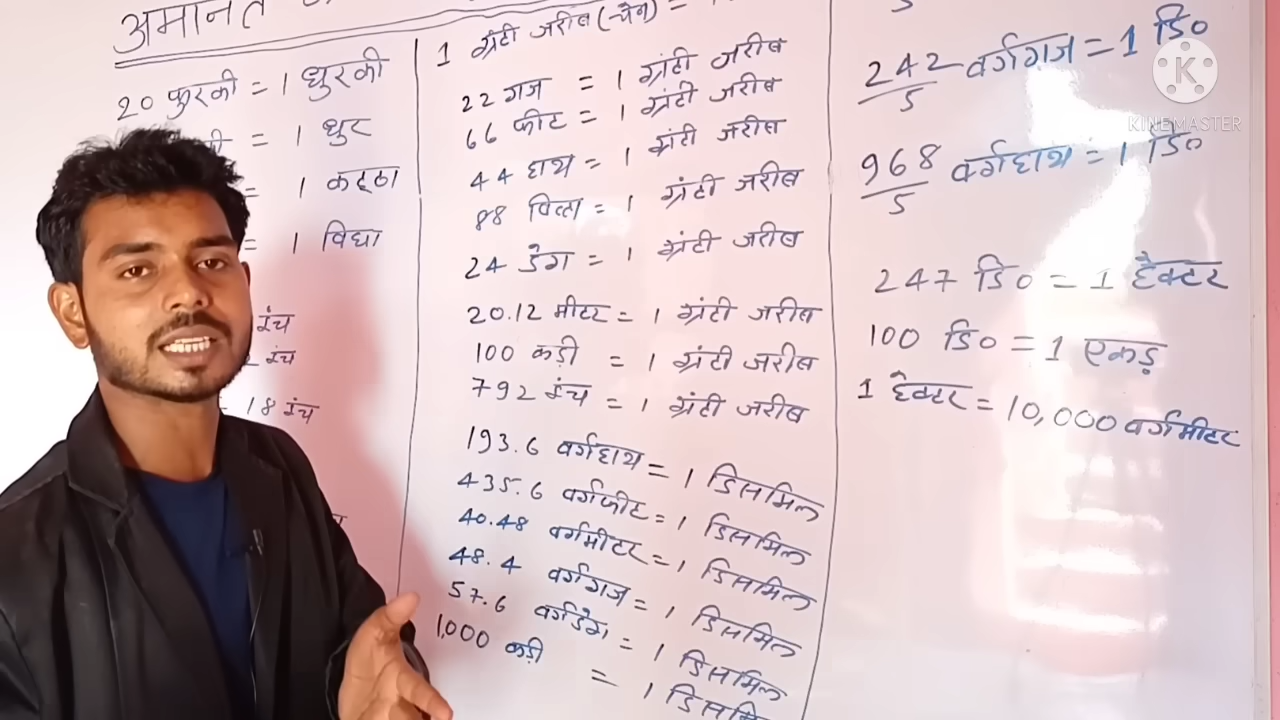 अमानत
20 फुरकी = 1 धुरकी
= 1 धुर
= 1 कट्ठा
= 1 विघा
इंच
इंच
18 इंच
1 ग्रंटी जरीब (चेन) =
22 गज = 1 ग्रंटी जरीब
66 फीट = 1 ग्रंटी जरीब
44 हाथ = 1 ग्रंटी जरीब
88 वित्ता = 1 ग्रंटी जरीब
24 डेग = 1 ग्रंटी जरीब
20.12 मीटर = 1 ग्रंटी जरीब
100 कड़ी = 1 ग्रंटी जरीब
792 इंच = 1 ग्रंटी जरीब
193.6 वर्गहाथ = 1 डिसमिल
435.6 वर्गफीट = 1 डिसमिल
40.48 वर्गमीटर = 1 डिसमिल
48.4 वर्गगज = 1 डिसमिल
57.6 वर्गडेग = 1 डिसमिल
1,000 कड़ी = 1 डिसमिल
5
242/5 वर्गगज = 1 डि०
968/5 वर्गहाथ = 1 डि०
247 डि० = 1 हैक्टर
100 डि० = 1 एकड़
1 हेक्टर = 10,000 वर्गमीटर
K
KINEMASTER